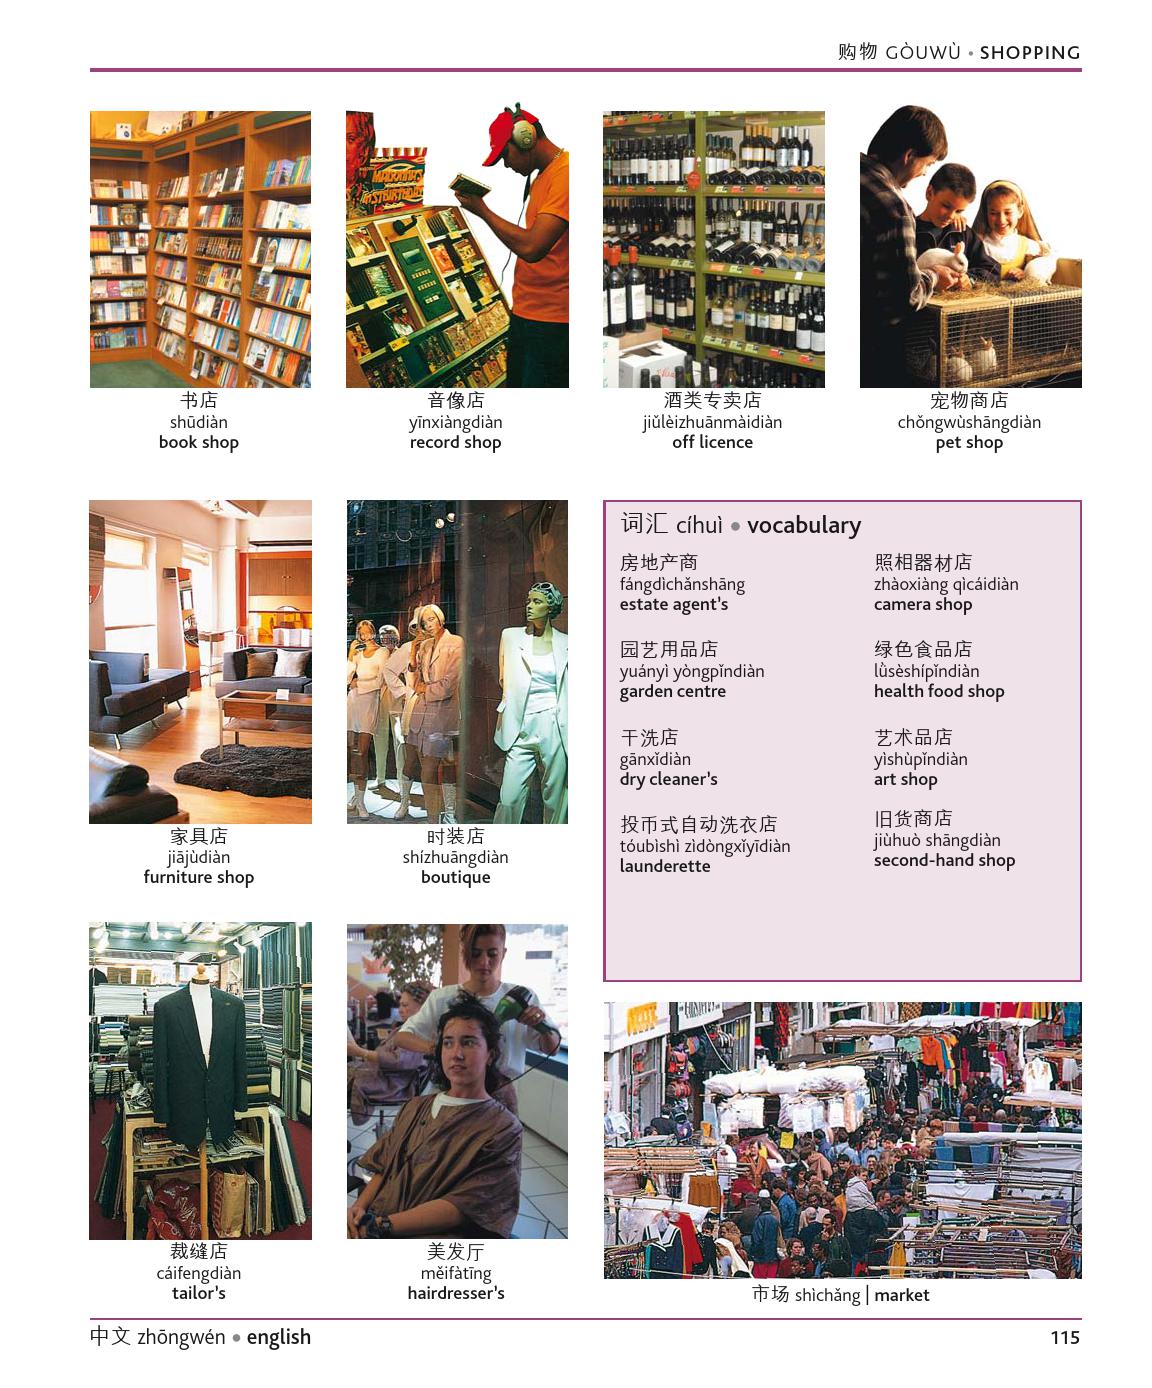 购物 GÒUWÙ • SHOPPING
书店
shūdiàn
book shop
音像店
yīnxiàngdiàn
record shop
酒类专卖店
jiǔlèizhuānmàidiàn
off licence
宠物商店
chǒngwùshāngdiàn
pet shop
家具店
jiājùdiàn
furniture shop
时装店
shízhuāngdiàn
boutique
词汇 cíhuì • vocabulary
房地产商
fángdìchǎnshāng
estate agent's
园艺用品店
yuányì yòngpǐndiàn
garden centre
干洗店
gānxǐdiàn
dry cleaner's
投币式自动洗衣店
tóubìshì zìdòngxǐyīdiàn
launderette
照相器材店
zhàoxiàng qìcáidiàn
camera shop
绿色食品店
lǜsèshípǐndiàn
health food shop
艺术品店
yìshùpǐndiàn
art shop
旧货商店
jiùhuò shāngdiàn
second-hand shop
裁缝店
cáifengdiàn
tailor's
美发厅
měifàtīng
hairdresser's
市场 shìchǎng | market
中文 zhōngwén • english
115